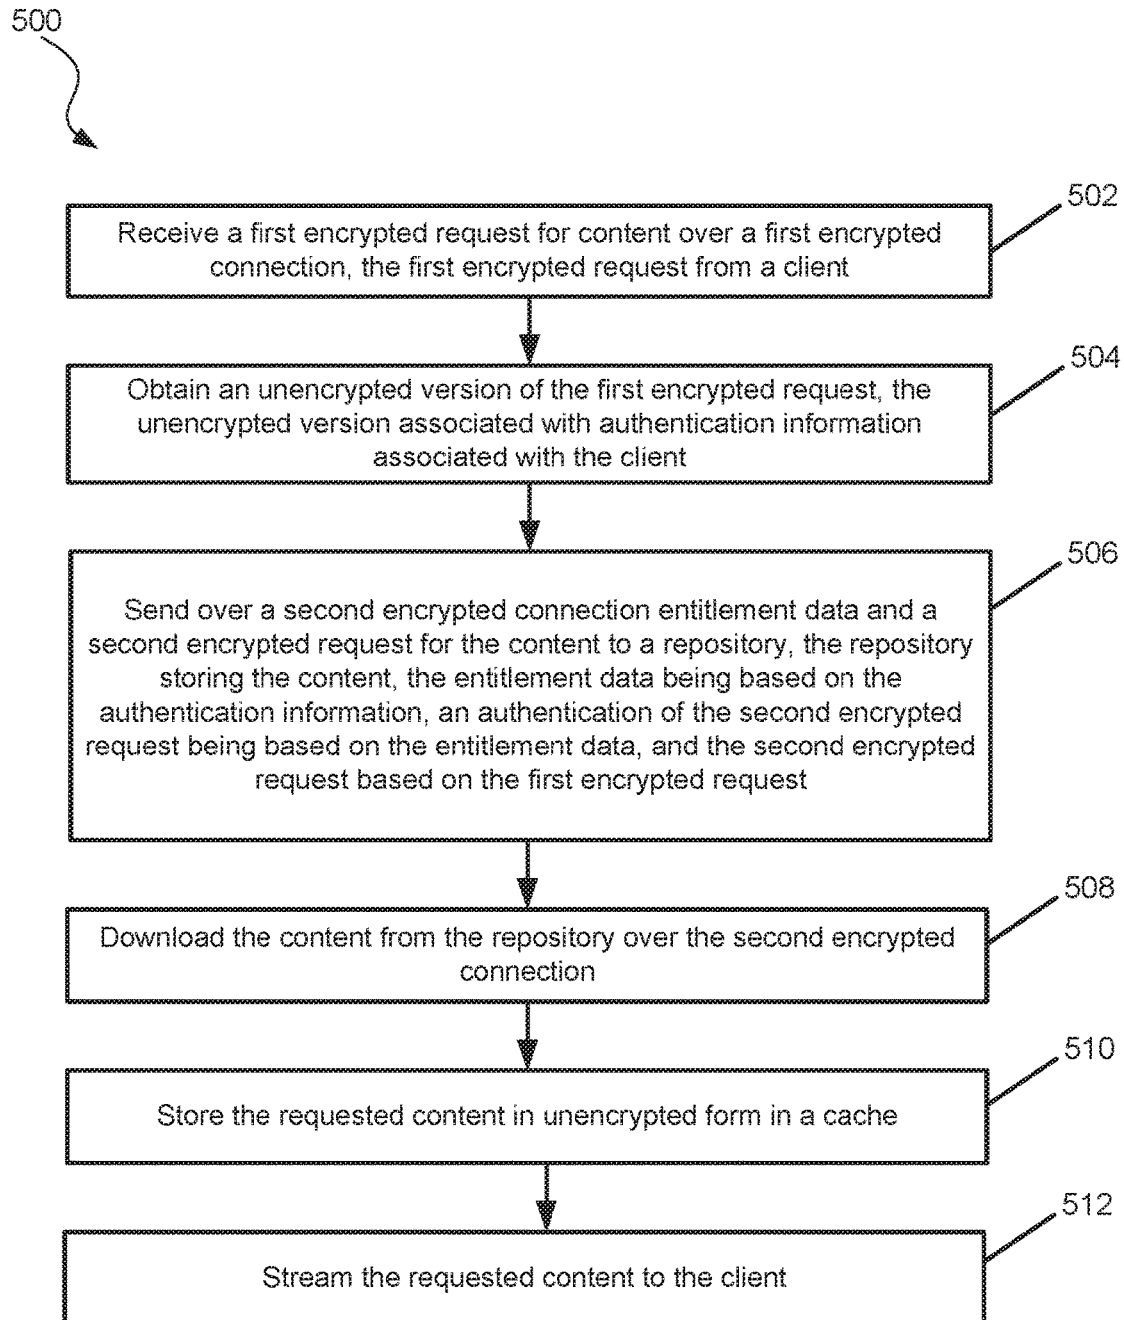 500
502
Receive a first encrypted request for content over a first encrypted
connection, the first encrypted request from a client
504
Obtain an unencrypted version of the first encrypted request, the
unencrypted version associated with authentication information
associated with the client
506
Send over a second encrypted connection entitlement data and a
second encrypted request for the content to a repository, the repository
storing the content, the entitlement data being based on the
authentication information, an authentication of the second encrypted
request being based on the entitlement data, and the second encrypted
request based on the first encrypted request
508
Download the content from the repository over the second encrypted
connection
510
Store the requested content in unencrypted form in a cache
512
Stream the requested content to the client